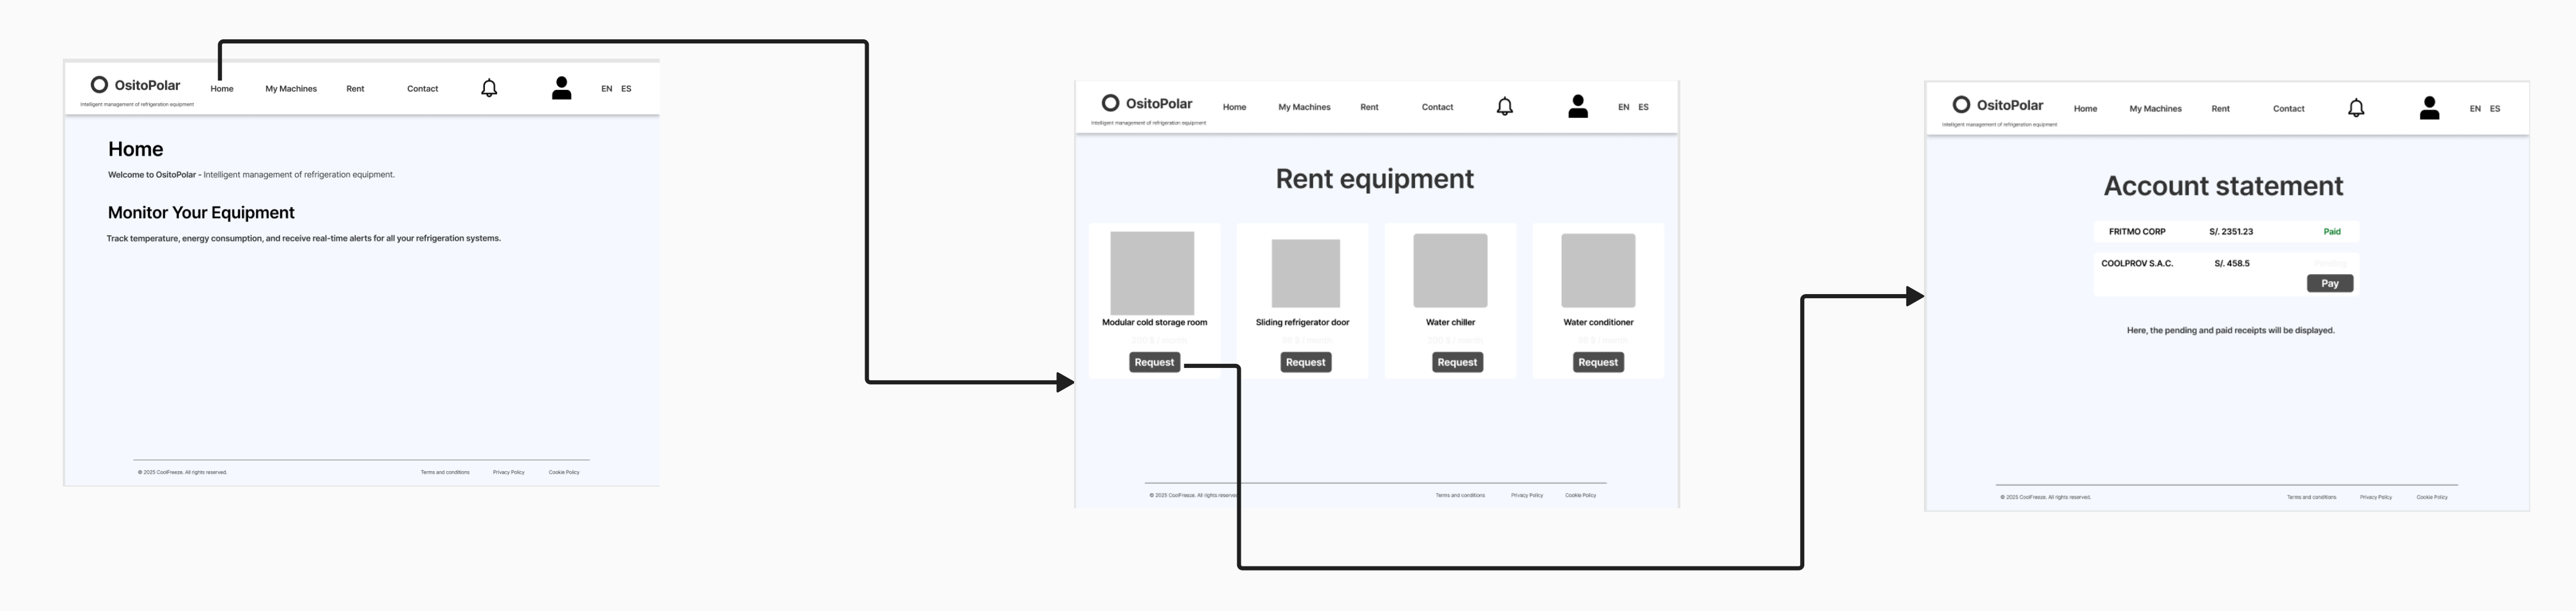 OsitoPolar
Intelligent management of refrigeration equipment
Home My Machines Rent Contact EN ES
Home
Welcome to OsitoPolar - Intelligent management of refrigeration equipment.
Monitor Your Equipment
Track temperature, energy consumption, and receive real-time alerts for all your refrigeration systems.
© 2025 CoolFreeze. All rights reserved. Terms and conditions Privacy Policy Cookie Policy
OsitoPolar
Intelligent management of refrigeration equipment
Home My Machines Rent Contact EN ES
Rent equipment
Modular cold storage room Sliding refrigerator door Water chiller Water conditioner
Request Request Request Request
© 2025 CoolFreeze. All rights reserved Terms and conditions Privacy Policy Cookie Policy
OsitoPolar
Intelligent management of refrigeration equipment
Home My Machines Rent Contact EN ES
Account statement
FRITMO CORP S/. 2351.23 Paid
COOLPROV S.A.C. S/. 458.5
Pay
Here, the pending and paid receipts will be displayed.
© 2025 CoolFreeze. All rights reserved. Terms and conditions Privacy Policy Cookie Policy